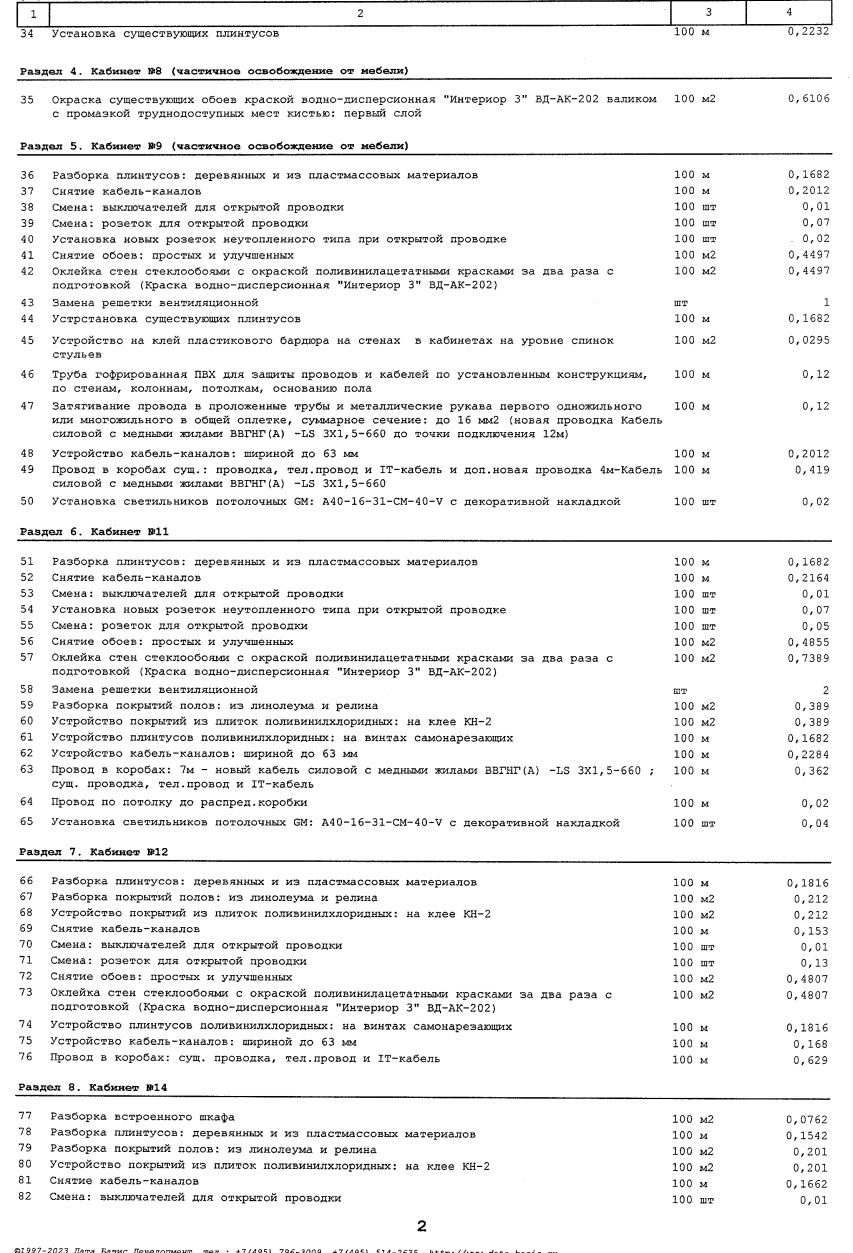 1 2 3 4
34 Установка существующих плинтусов 100 м 0,2232
Раздел 4. Кабинет №8 (частичное освобождение от мебели)
35 Окраска существующих обоев краской водно-дисперсионная "Интериор 3" ВД-АК-202 валиком 100 м2 0,6106
с промазкой труднодоступных мест кистью: первый слой
Раздел 5. Кабинет №9 (частичное освобождение от мебели)
36 Разборка плинтусов: деревянных и из пластмассовых материалов 100 м 0,1682
37 Снятие кабель-каналов 100 м 0,2012
38 Смена: выключателей для открытой проводки 100 шт 0,01
39 Смена: розеток для открытой проводки 100 шт 0,07
40 Установка новых розеток неутопленного типа при открытой проводке 100 шт 0,02
41 Снятие обоев: простых и улучшенных 100 м2 0,4497
42 Оклейка стен стеклообоями с окраской поливинилацетатными красками за два раза с 100 м2 0,4497
подготовкой (Краска водно-дисперсионная "Интериор 3" ВД-АК-202)
43 Замена решетки вентиляционной шт 1
44 Устрстановка существующих плинтусов 100 м 0,1682
45 Устройство на клей пластикового бардюра на стенах в кабинетах на уровне спинок 100 м2 0,0295
стульев
46 Труба гофрированная ПВХ для защиты проводов и кабелей по установленным конструкциям, 100 м 0,12
по стенам, колоннам, потолкам, основанию пола
47 Затягивание провода в проложенные трубы и металлические рукава первого одножильного 100 м 0,12
или многожильного в общей оплетке, суммарное сечение: до 16 мм2 (новая проводка Кабель
силовой с медными жилами ВВГНГ(А) -LS 3Х1,5-660 до точки подключения 12м)
48 Устройство кабель-каналов: шириной до 63 мм 100 м 0,2012
49 Провод в коробах сущ.: проводка, тел.провод и IT-кабель и доп.новая проводка 4м-Кабель 100 м 0,419
силовой с медными жилами ВВГНГ(А) -LS 3Х1,5-660
50 Установка светильников потолочных GM: A40-16-31-CM-40-V с декоративной накладкой 100 шт 0,02
Раздел 6. Кабинет №11
51 Разборка плинтусов: деревянных и из пластмассовых материалов 100 м 0,1682
52 Снятие кабель-каналов 100 м 0,2164
53 Смена: выключателей для открытой проводки 100 шт 0,01
54 Установка новых розеток неутопленного типа при открытой проводке 100 шт 0,07
55 Смена: розеток для открытой проводки 100 шт 0,05
56 Снятие обоев: простых и улучшенных 100 м2 0,4855
57 Оклейка стен стеклообоями с окраской поливинилацетатными красками за два раза с 100 м2 0,7389
подготовкой (Краска водно-дисперсионная "Интериор 3" ВД-АК-202)
58 Замена решетки вентиляционной шт 2
59 Разборка покрытий полов: из линолеума и релина 100 м2 0,389
60 Устройство покрытий из плиток поливинилхлоридных: на клее КН-2 100 м2 0,389
61 Устройство плинтусов поливинилхлоридных: на винтах самонарезающих 100 м 0,1682
62 Устройство кабель-каналов: шириной до 63 мм 100 м 0,2284
63 Провод в коробах: 7м - новый кабель силовой с медными жилами ВВГНГ(А) -LS 3Х1,5-660 ; 100 м 0,362
сущ. проводка, тел.провод и IT-кабель
64 Провод по потолку до распред.коробки 100 м 0,02
65 Установка светильников потолочных GM: A40-16-31-CM-40-V с декоративной накладкой 100 шт 0,04
Раздел 7. Кабинет №12
66 Разборка плинтусов: деревянных и из пластмассовых материалов 100 м 0,1816
67 Разборка покрытий полов: из линолеума и релина 100 м2 0,212
68 Устройство покрытий из плиток поливинилхлоридных: на клее КН-2 100 м2 0,212
69 Снятие кабель-каналов 100 м 0,153
70 Смена: выключателей для открытой проводки 100 шт 0,01
71 Смена: розеток для открытой проводки 100 шт 0,13
72 Снятие обоев: простых и улучшенных 100 м2 0,4807
73 Оклейка стен стеклообоями с окраской поливинилацетатными красками за два раза с 100 м2 0,4807
подготовкой (Краска водно-дисперсионная "Интериор 3" ВД-АК-202)
74 Устройство плинтусов поливинилхлоридных: на винтах самонарезающих 100 м 0,1816
75 Устройство кабель-каналов: шириной до 63 мм 100 м 0,168
76 Провод в коробах: сущ. проводка, тел.провод и IT-кабель 100 м 0,629
Раздел 8. Кабинет №14
77 Разборка встроенного шкафа 100 м2 0,0762
78 Разборка плинтусов: деревянных и из пластмассовых материалов 100 м 0,1542
79 Разборка покрытий полов: из линолеума и релина 100 м2 0,201
80 Устройство покрытий из плиток поливинилхлоридных: на клее КН-2 100 м2 0,201
81 Снятие кабель-каналов 100 м 0,1662
82 Смена: выключателей для открытой проводки 100 шт 0,01
2